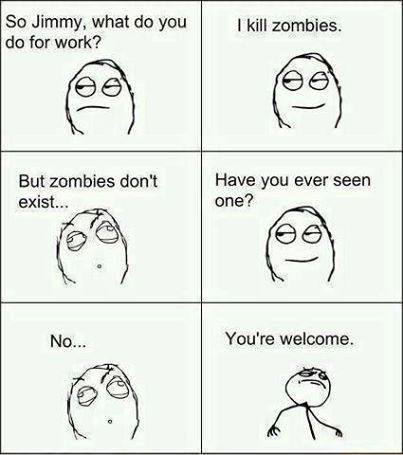 So Jimmy, what do you
do for work?
I kill zombies.
But zombies don't
exist...
Have you ever seen
one?
No...
You're welcome.